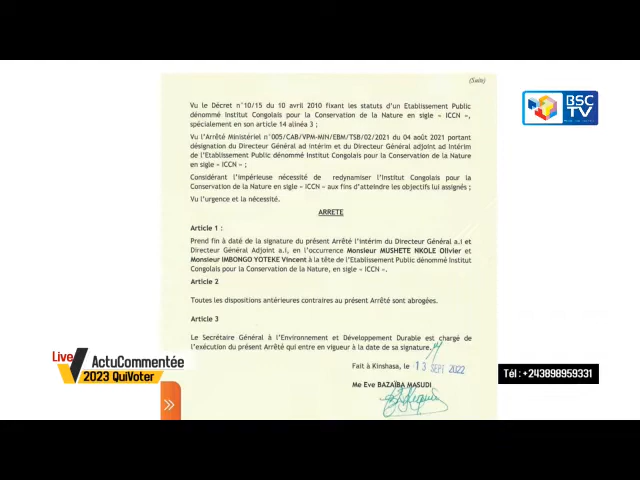 (Suite)
Vu le Décret n°10/15 du 10 avril 2010 fixant les statuts d'un Etablissement Public
dénommé Institut Congolais pour la Conservation de la Nature en sigle « ICCN »,
spécialement en son article 14 alinéa 3 ;
Vu l'Arrêté Ministériel n°005/CAB/VPM-MIN/EBM/TSB/02/2021 du 04 août 2021 portant
désignation du Directeur Général ad intérim et du Directeur Général adjoint ad intérim
de l'Etablissement Public dénommé Institut Congolais pour la Conservation de la Nature
en sigle « ICCN » ;
Considérant l'impérieuse nécessité de redynamiser l'Institut Congolais pour la
Conservation de la Nature en sigle « ICCN » aux fins d'atteindre les objectifs lui assignés ;
Vu l'urgence et la nécessité.
ARRETE
Article 1 :
Prend fin à daté de la signature du présent Arrêté l'intérim du Directeur Général a.i et
Directeur Général Adjoint a.i, en l'occurrence Monsieur MUSHETE NKOLE Olivier et
Monsieur IMBONGO YOTEKE Vincent à la tête de l'Etablissement Public dénommé Institut
Congolais pour la Conservation de la Nature, en sigle « ICCN ».
Article 2
Toutes les dispositions antérieures contraires au présent Arrêté sont abrogées.
Article 3
Le Secrétaire Général à l'Environnement et Développement Durable est chargé de
l'exécution du présent Arrêté qui entre en vigueur à la date de sa signature.
Fait à Kinshasa, le 13 SEPT 2022
Me Eve BAZAÏBA MASUDI
BSC
TV
Live
ActuCommentée
2023 QuiVoter
Tél : +243898959331